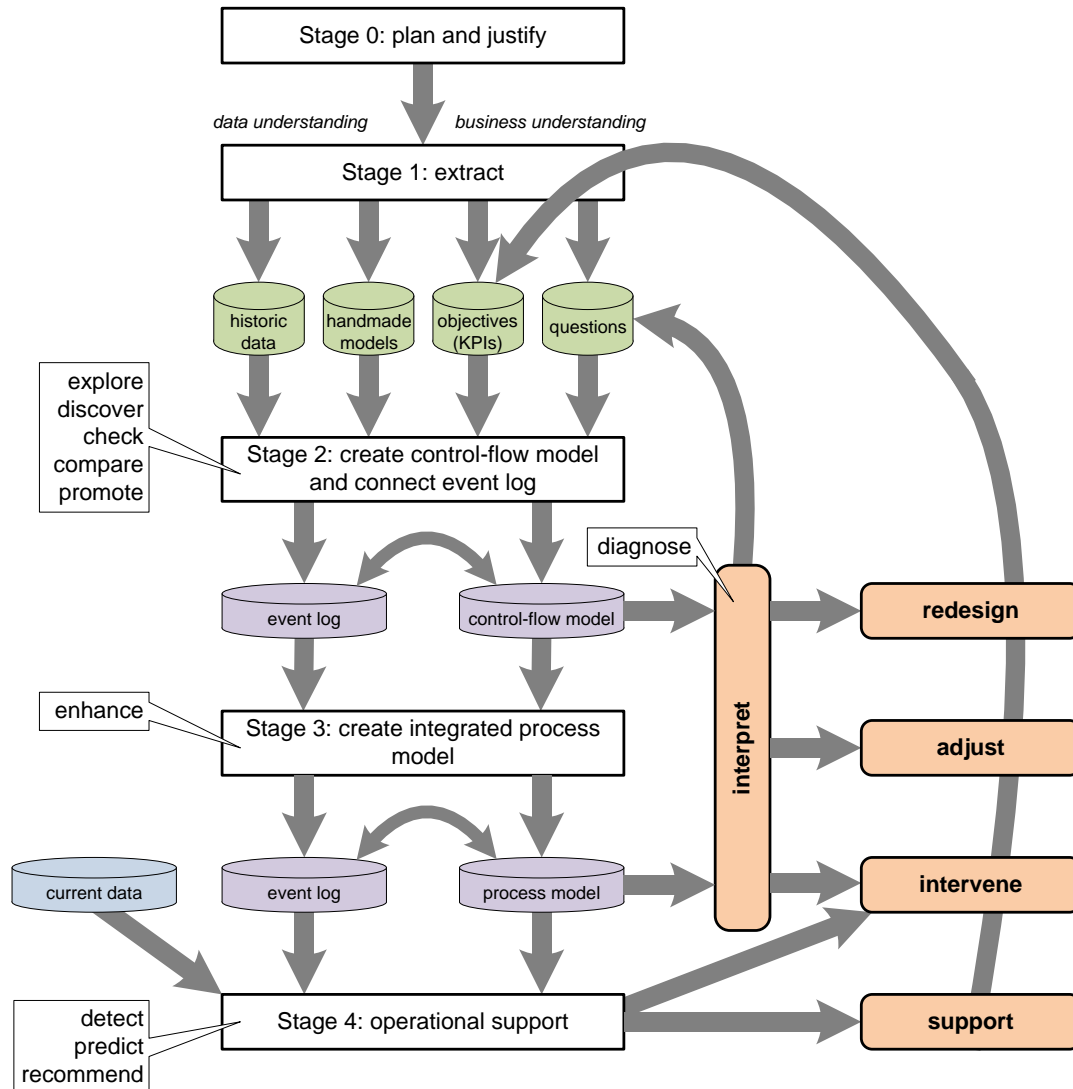 Stage 0: plan and justify
data understanding
business understanding
Stage 1: extract
historic
data
handmade
models
objectives
(KPIs)
questions
explore
discover
check
compare
promote
Stage 2: create control-flow model
and connect event log
diagnose
event log
control-flow model
interpret
redesign
enhance
Stage 3: create integrated process
model
adjust
current data
event log
process model
intervene
detect
predict
recommend
Stage 4: operational support
support